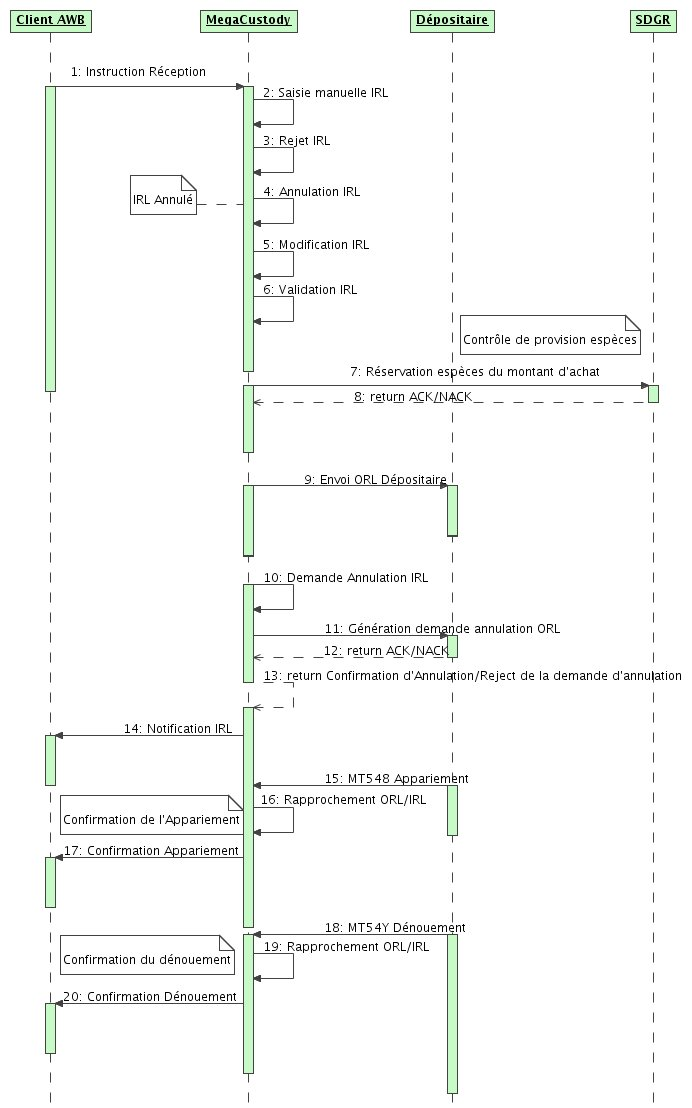 Client AWB
MegaCustody
Dépositaire
SDGR
1: Instruction Réception
2: Saisie manuelle IRL
3: Rejet IRL
4: Annulation IRL
IRL Annulé
5: Modification IRL
6: Validation IRL
Contrôle de provision espèces
7: Réservation espèces du montant d'achat
8: return ACK/NACK
9: Envoi ORL Dépositaire
10: Demande Annulation IRL
11: Génération demande annulation ORL
12: return ACK/NACK
13: return Confirmation d'Annulation/Reject de la demande d'annulation
14: Notification IRL
15: MT548 Appariement
16: Rapprochement ORL/IRL
Confirmation de l'Appariement
17: Confirmation Appariement
18: MT54Y Dénouement
19: Rapprochement ORL/IRL
Confirmation du dénouement
20: Confirmation Dénouement